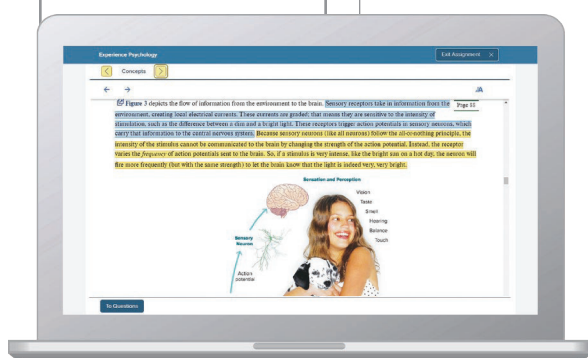 Experience Psychology
Exit Assignment X
Concepts
Figure 3 depicts the flow of information from the environment to the brain. Sensory receptors take in information from the
Page 83
environment, creating local electrical currents. These currents are graded; that means they are sensitive to the intensity of
stimulation, such as the difference between a dim and a bright light. These receptors trigger action potentials in sensory neurons, which
carry that information to the central nervous system. Because sensory neurons (like all neurons) follow the all-or-nothing principle, the
intensity of the stimulus cannot be communicated to the brain by changing the strength of the action potential. Instead, the receptor
varies the frequency of action potentials sent to the brain. So, if a stimulus is very intense, like the bright sun on a hot day, the neuron will
fire more frequently (but with the same strength) to let the brain know that the light is indeed very, very bright.
Sensation and Perception
Vision
Taste
Smell
Hearing
Balance
Touch
Sensory
Neuron
Action
potential
To Questions